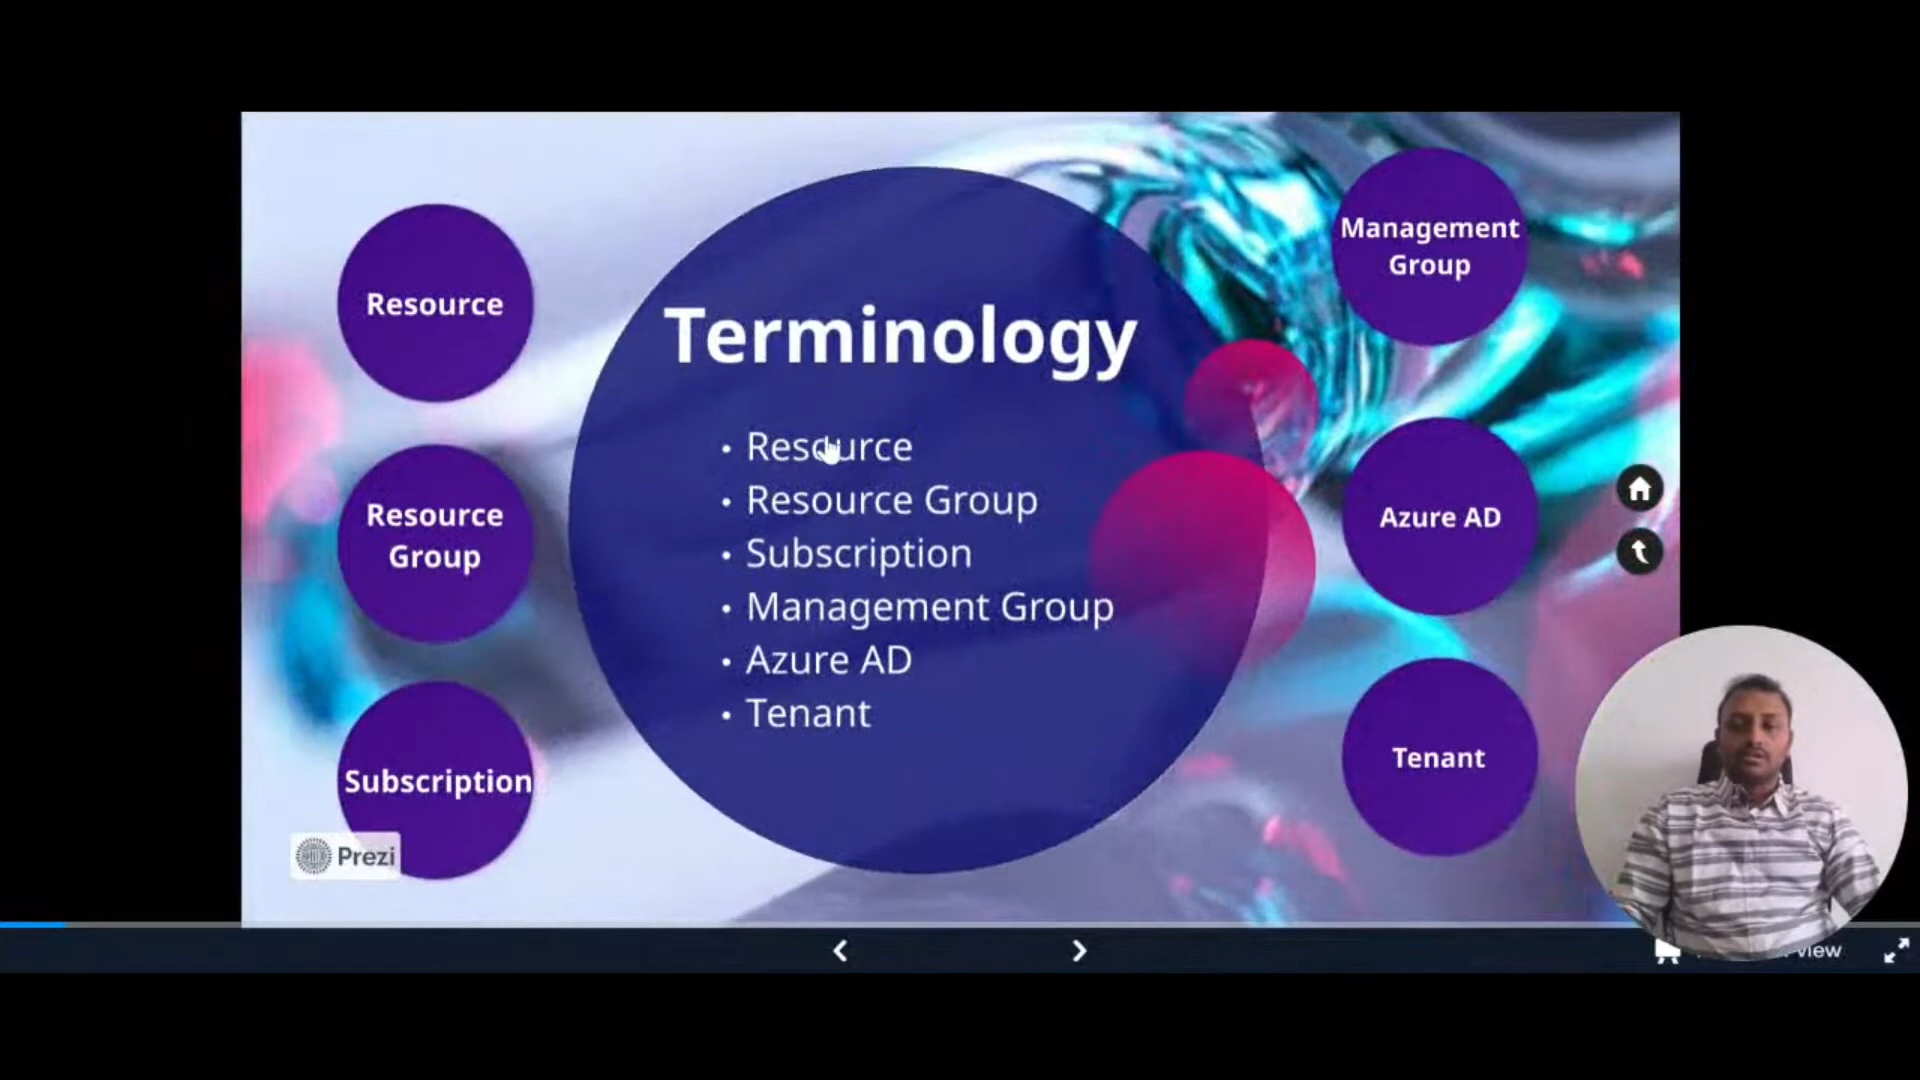 Terminology
• Resource
• Resource Group
• Subscription
• Management Group
• Azure AD
• Tenant
Resource
Resource
Group
Subscription
Management
Group
Azure AD
Tenant
Prezi
view